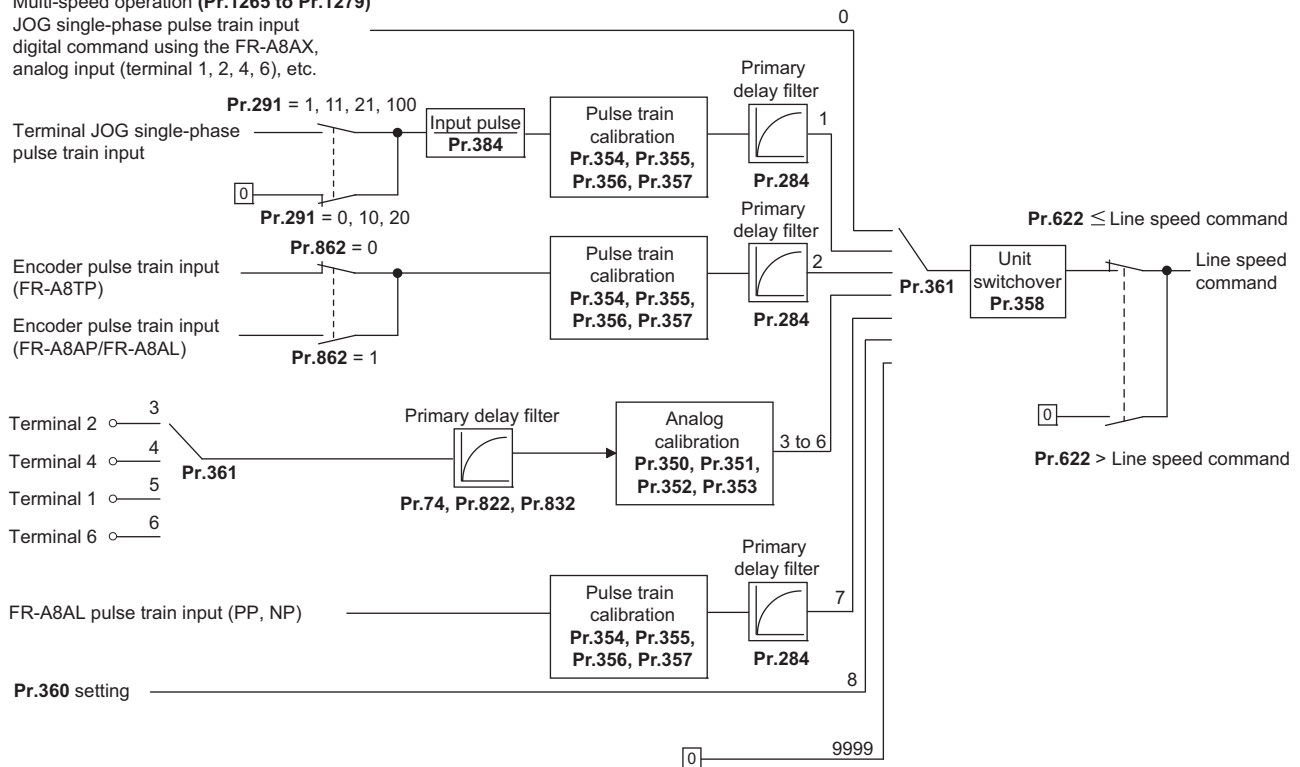 Multi-speed operation (Pr.1265 to Pr.1279)
JOG single-phase pulse train input
digital command using the FR-A8AX,
analog input (terminal 1, 2, 4, 6), etc.
0
Pr.291 = 1, 11, 21, 100
Terminal JOG single-phase
pulse train input
Input pulse
Pr.384
Pulse train
calibration
Pr.354, Pr.355,
Pr.356, Pr.357
Primary
delay filter
1
Pr.284
0
Pr.291 = 0, 10, 20
Pr.862 = 0
Encoder pulse train input
(FR-A8TP)
Encoder pulse train input
(FR-A8AP/FR-A8AL)
Pr.862 = 1
Pulse train
calibration
Pr.354, Pr.355,
Pr.356, Pr.357
Primary
delay filter
2
Pr.284
Pr.361
Unit
switchover
Pr.358
Pr.622 ≤ Line speed command
Line speed
command
0
Pr.622 > Line speed command
Terminal 2
3
Terminal 4
4
Terminal 1
5
Terminal 6
6
Pr.361
Primary delay filter
Pr.74, Pr.822, Pr.832
Analog
calibration
Pr.350, Pr.351,
Pr.352, Pr.353
3 to 6
FR-A8AL pulse train input (PP, NP)
Pulse train
calibration
Pr.354, Pr.355,
Pr.356, Pr.357
Primary
delay filter
7
Pr.284
Pr.360 setting
8
0
9999